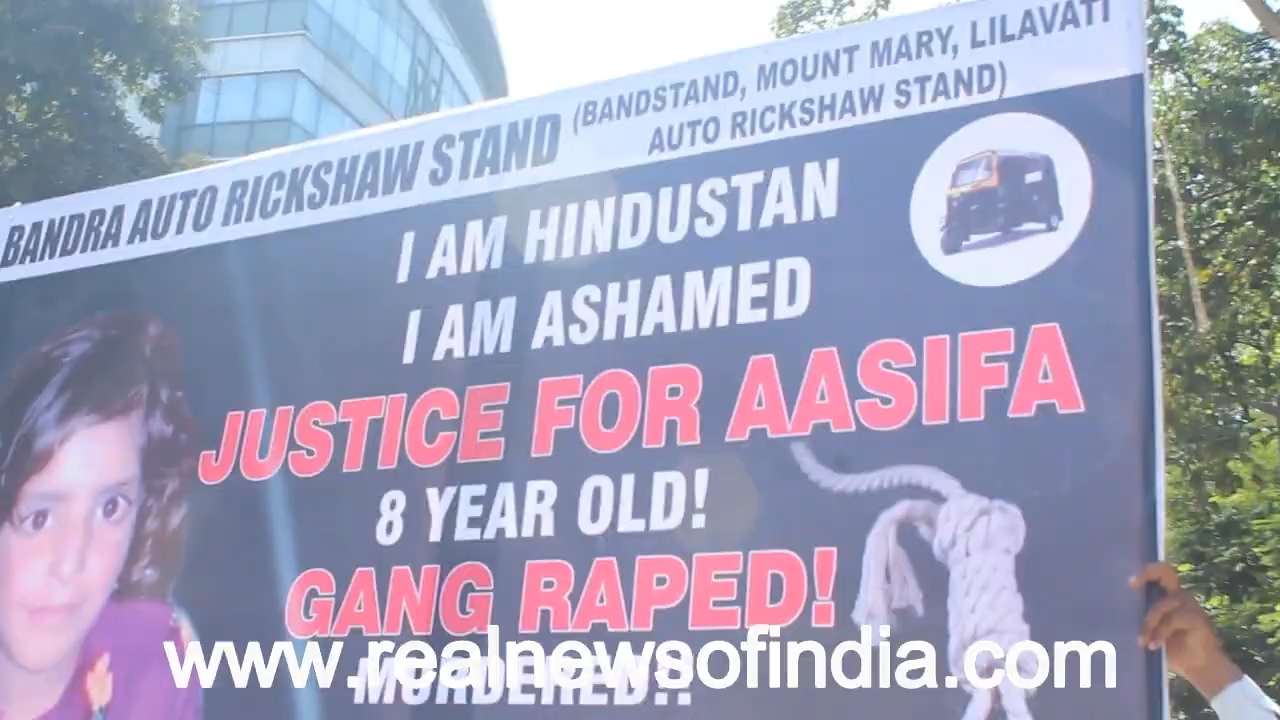 BANDRA AUTO RICKSHAW STAND (BANDSTAND, MOUNT MARY, LILAVATI
AUTO RICKSHAW STAND)
I AM HINDUSTAN
I AM ASHAMED
JUSTICE FOR AASIFA
8 YEAR OLD!
GANG RAPED!
MURDERED!!
www.realnewsofindia.com